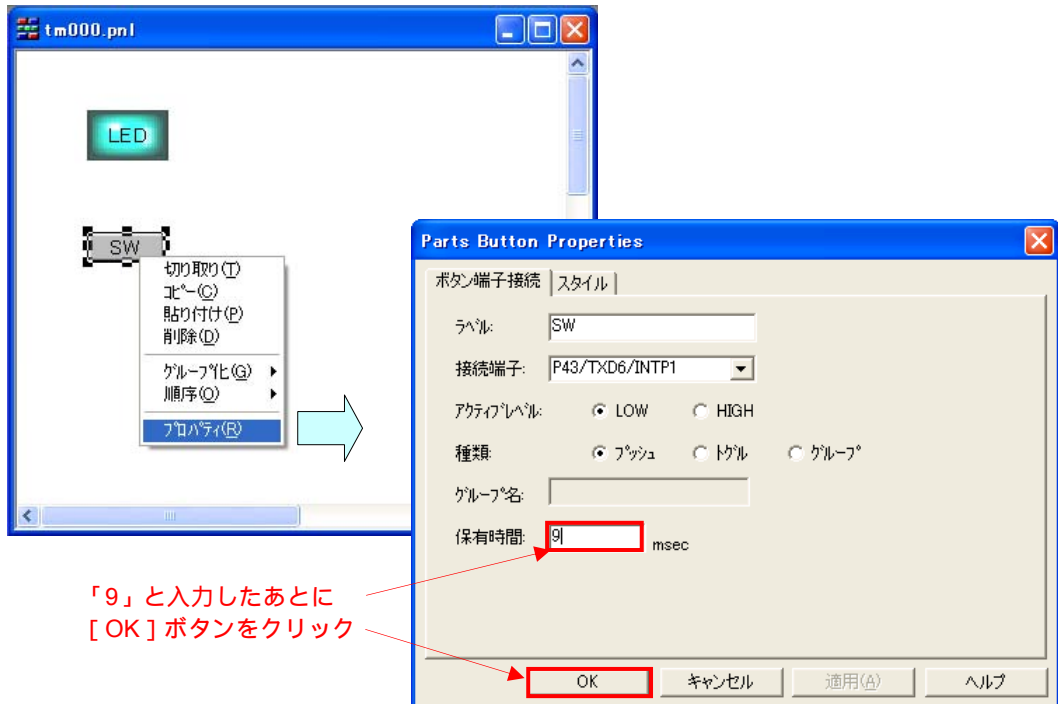 tm000.pnl
LED
SW
切り取り(T)
コピー(C)
貼り付け(P)
削除(D)
グループ化(G)
順序(O)
プロパティ(R)
Parts Button Properties
ボタン端子接続 スタイル
ラベル: SW
接続端子: P43/TXD6/INTP1
アクティブレベル: LOW HIGH
種類: プッシュ トグル グループ
グループ名:
保有時間: 9 msec
「9」と入力したあとに
[ OK ] ボタンをクリック
OK キャンセル 適用(A) ヘルプ